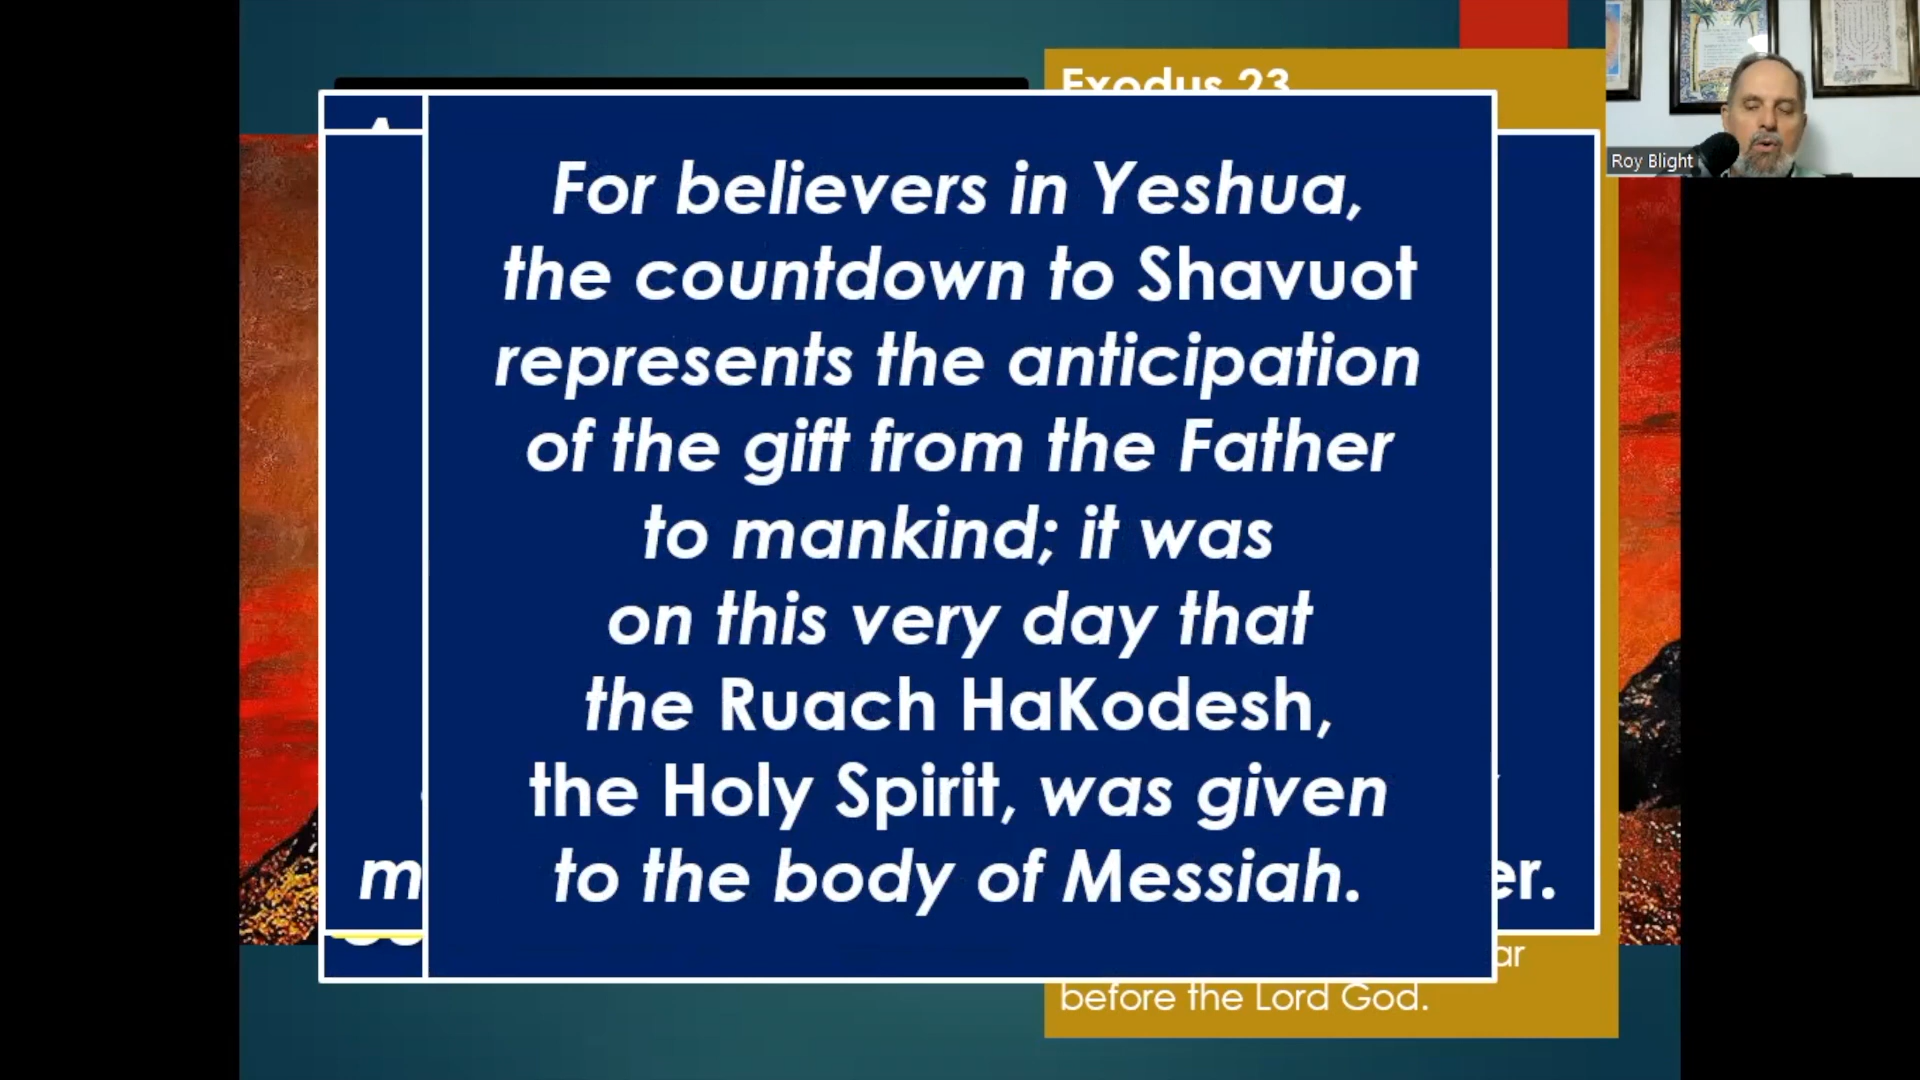 Exodus 23
Roy Blight
For believers in Yeshua,
the countdown to Shavuot
represents the anticipation
of the gift from the Father
to mankind; it was
on this very day that
the Ruach HaKodesh,
the Holy Spirit, was given
to the body of Messiah.
before the Lord God.